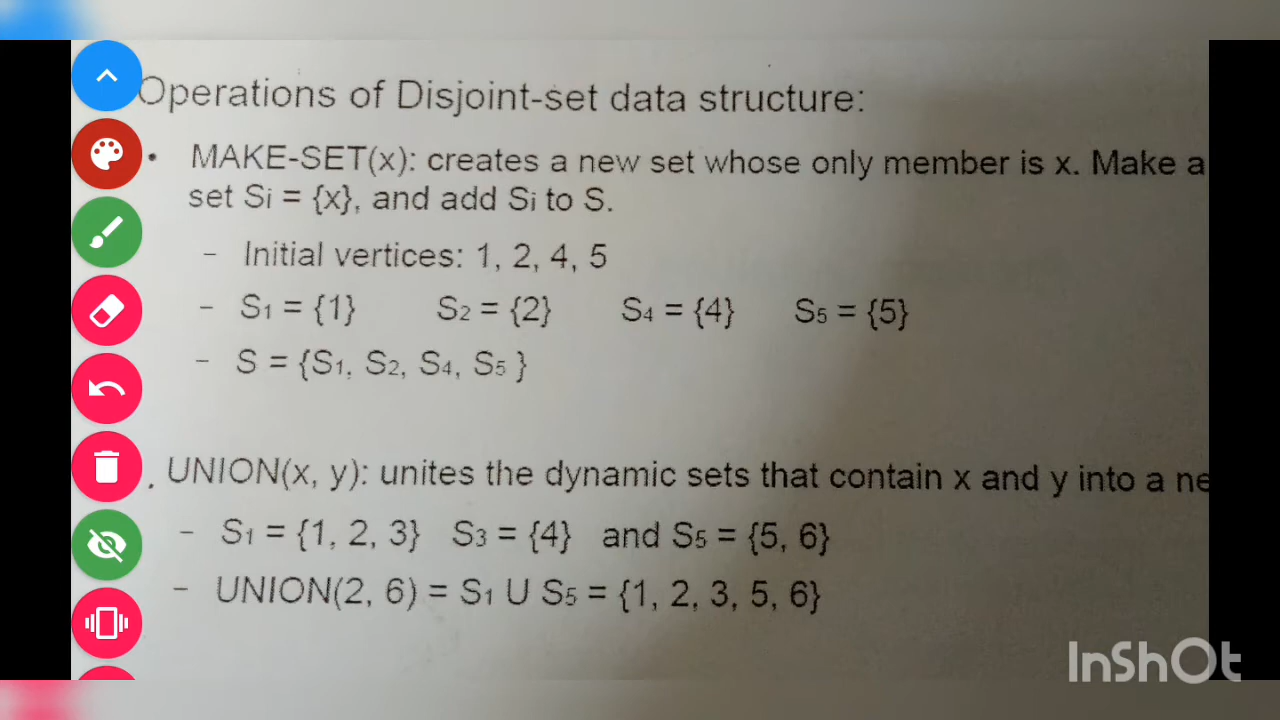 Operations of Disjoint-set data structure:
• MAKE-SET(x): creates a new set whose only member is x. Make a
set Si = {x}, and add Si to S.
- Initial vertices: 1, 2, 4, 5
- S1 = {1} S2 = {2} S4 = {4} S5 = {5}
- S = {S1, S2, S4, S5 }
. UNION(x, y): unites the dynamic sets that contain x and y into a ne
- S1 = {1, 2, 3} S3 = {4} and S5 = {5, 6}
- UNION(2, 6) = S1 U S5 = {1, 2, 3, 5, 6}
InShOt